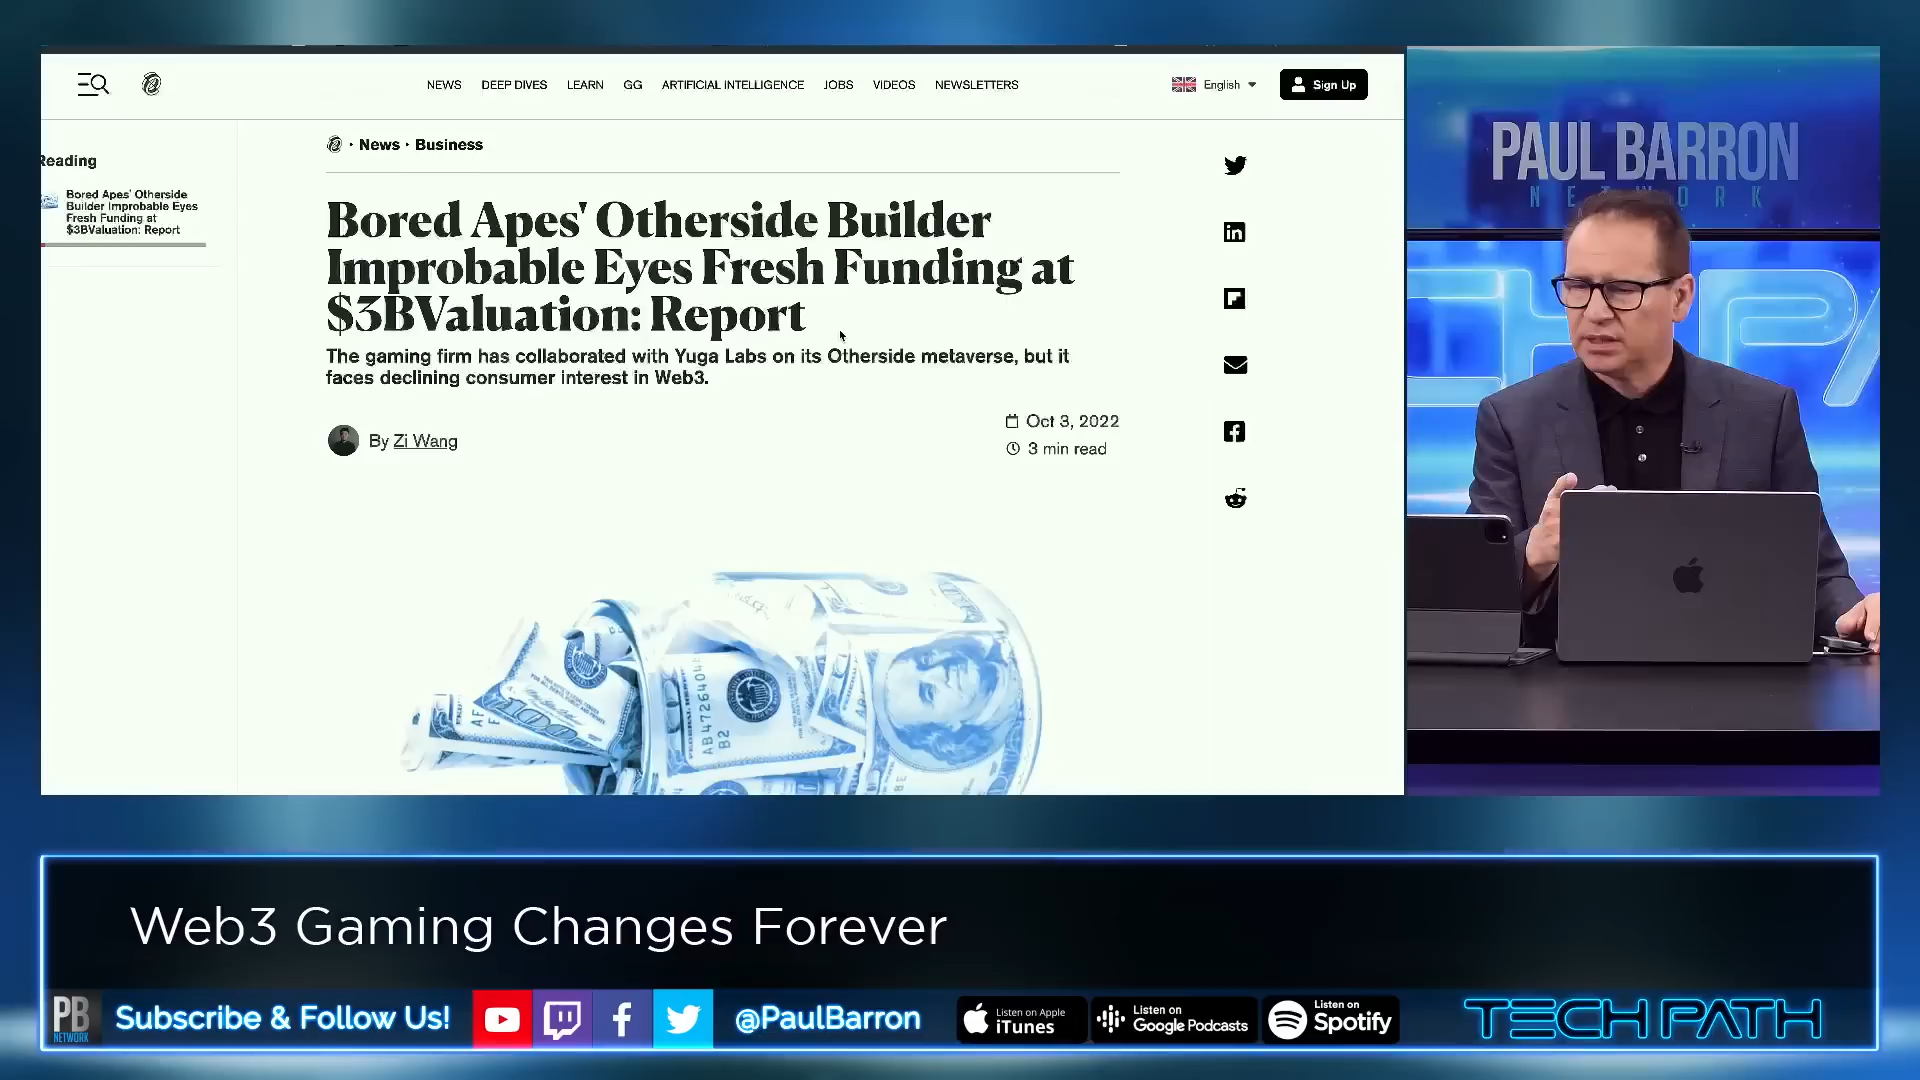 NEWS DEEP DIVES LEARN GG ARTIFICIAL INTELLIGENCE JOBS VIDEOS NEWSLETTERS
English
Sign Up
Reading
Bored Apes' Otherside
Builder Improbable Eyes
Fresh Funding at
$3BValuation: Report
· News · Business
Bored Apes' Otherside Builder
Improbable Eyes Fresh Funding at
$3BValuation: Report
The gaming firm has collaborated with Yuga Labs on its Otherside metaverse, but it
faces declining consumer interest in Web3.
By Zi Wang
Oct 3, 2022
3 min read
AB4726404
B2
100
PAUL BARRON
NETWORK
Web3 Gaming Changes Forever
PB
NETWORK
Subscribe & Follow Us!
@PaulBarron
Listen on Apple
iTunes
Listen on
Google Podcasts
Listen on
Spotify
TECH PATH